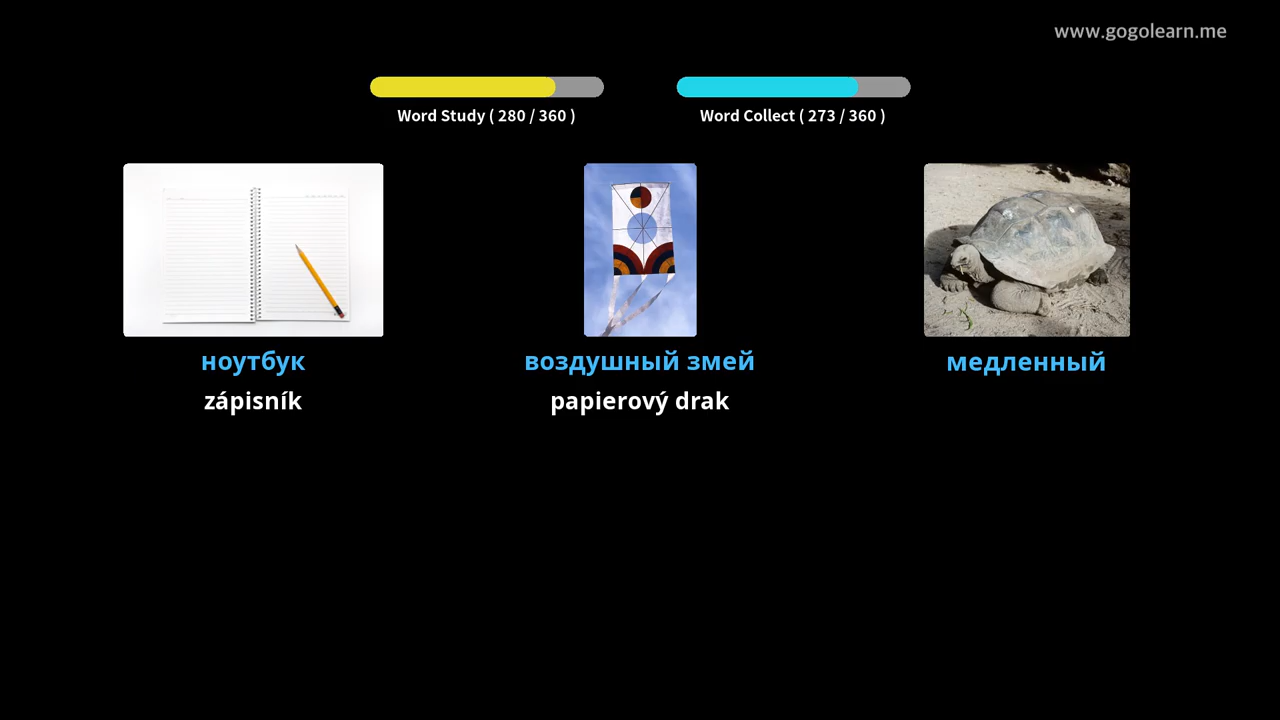 www.gogolearn.me
Word Study ( 280 / 360 )
Word Collect ( 273 / 360 )
ноутбук
воздушный змей
медленный
zápisník
papierový drak